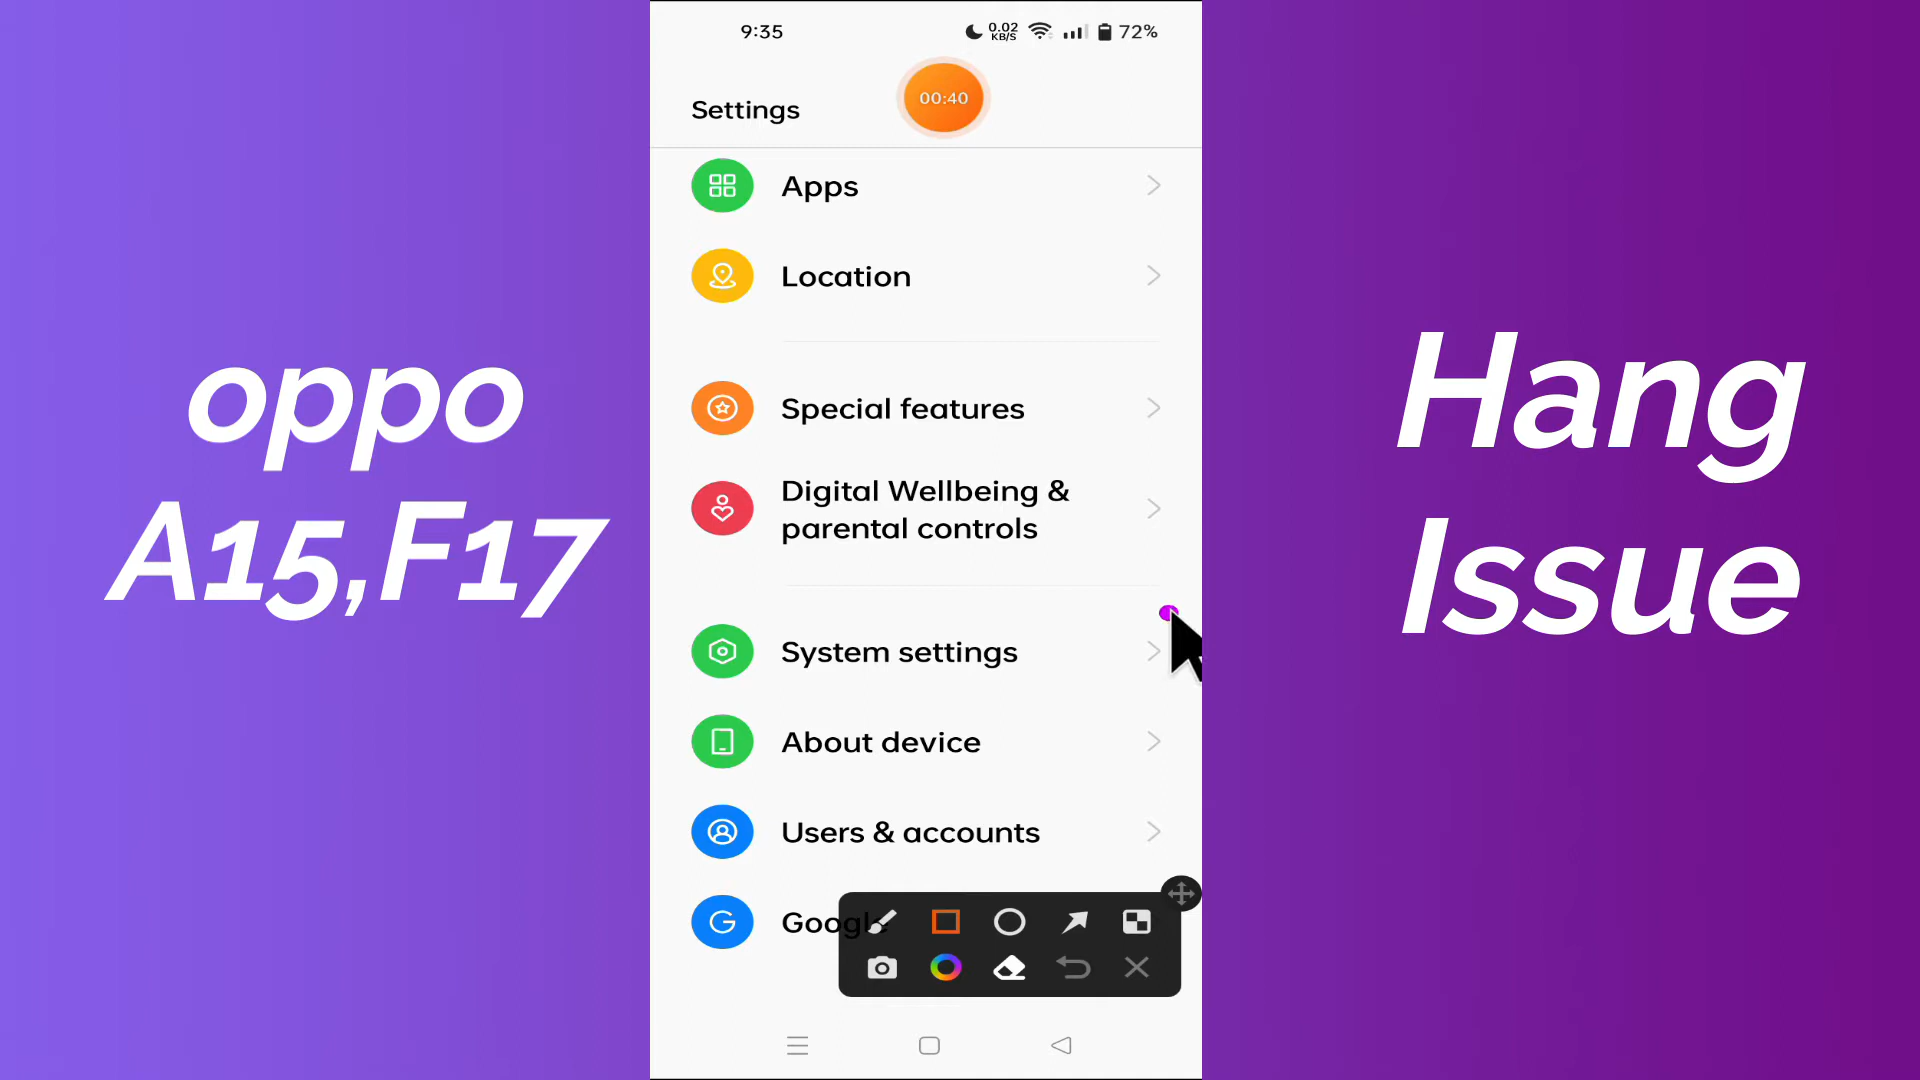 oppo
A15,F17
9:35
0.02
KB/S
72%
00:40
Settings
Apps
Location
Special features
Digital Wellbeing &
parental controls
System settings
About device
Users & accounts
Google
Hang
Issue